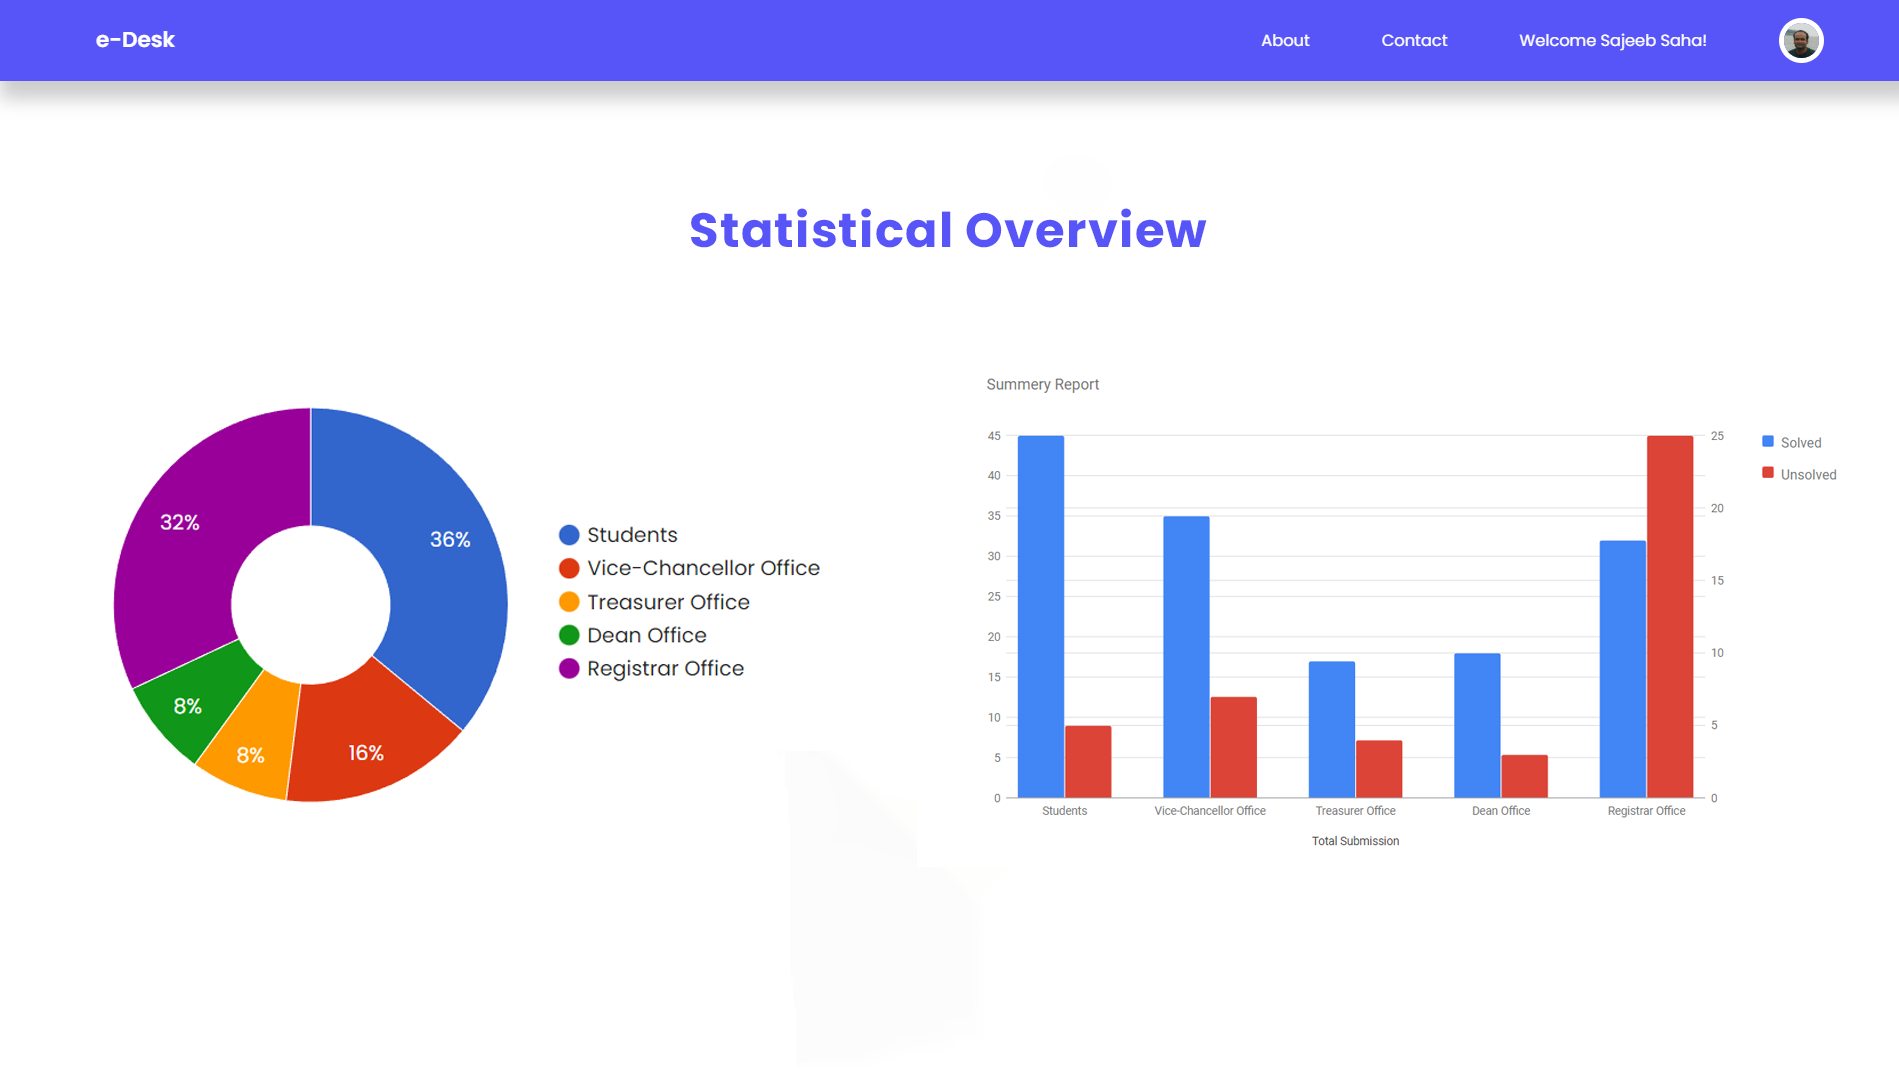 e-Desk
About
Contact
Welcome Sajeeb Saha!
Statistical Overview
32%
36%
8%
8%
16%
Students
Vice-Chancellor Office
Treasurer Office
Dean Office
Registrar Office
Summery Report
45
40
35
30
25
20
15
10
5
0
25
20
15
10
5
0
Solved
Unsolved
Students
Vice-Chancellor Office
Treasurer Office
Dean Office
Registrar Office
Total Submission